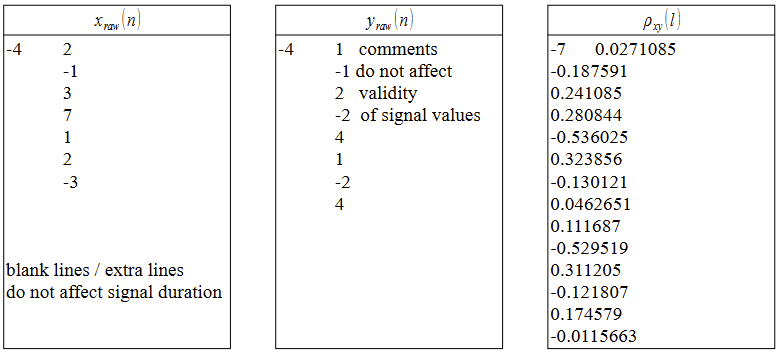 x_raw(n) y_raw(n) ρ_xy(l)
-4 2 -4 1 comments -7 0.0271085
-1 -1 do not affect -0.187591
3 2 validity 0.241085
7 -2 of signal values 0.280844
1 4 -0.536025
2 1 0.323856
-3 -2 -0.130121
4 0.0462651
0.111687
-0.529519
blank lines / extra lines 0.311205
do not affect signal duration -0.121807
0.174579
-0.0115663